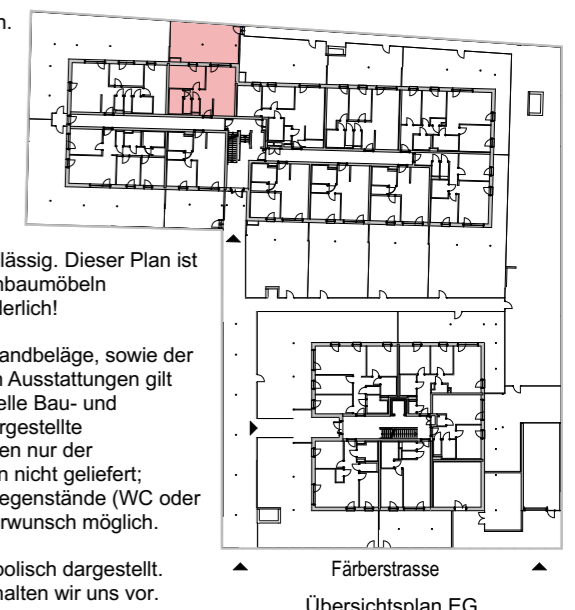 n.
lässig. Dieser Plan ist
nbaumöbeln
derlich!
andbeläge, sowie der
n Ausstattungen gilt
elle Bau- und
rgestellte
en nur der
n nicht geliefert;
egenstände (WC oder
rwunsch möglich.
oolisch dargestellt.
halten wir uns vor.
Färberstrasse
Übersichtsplan EG